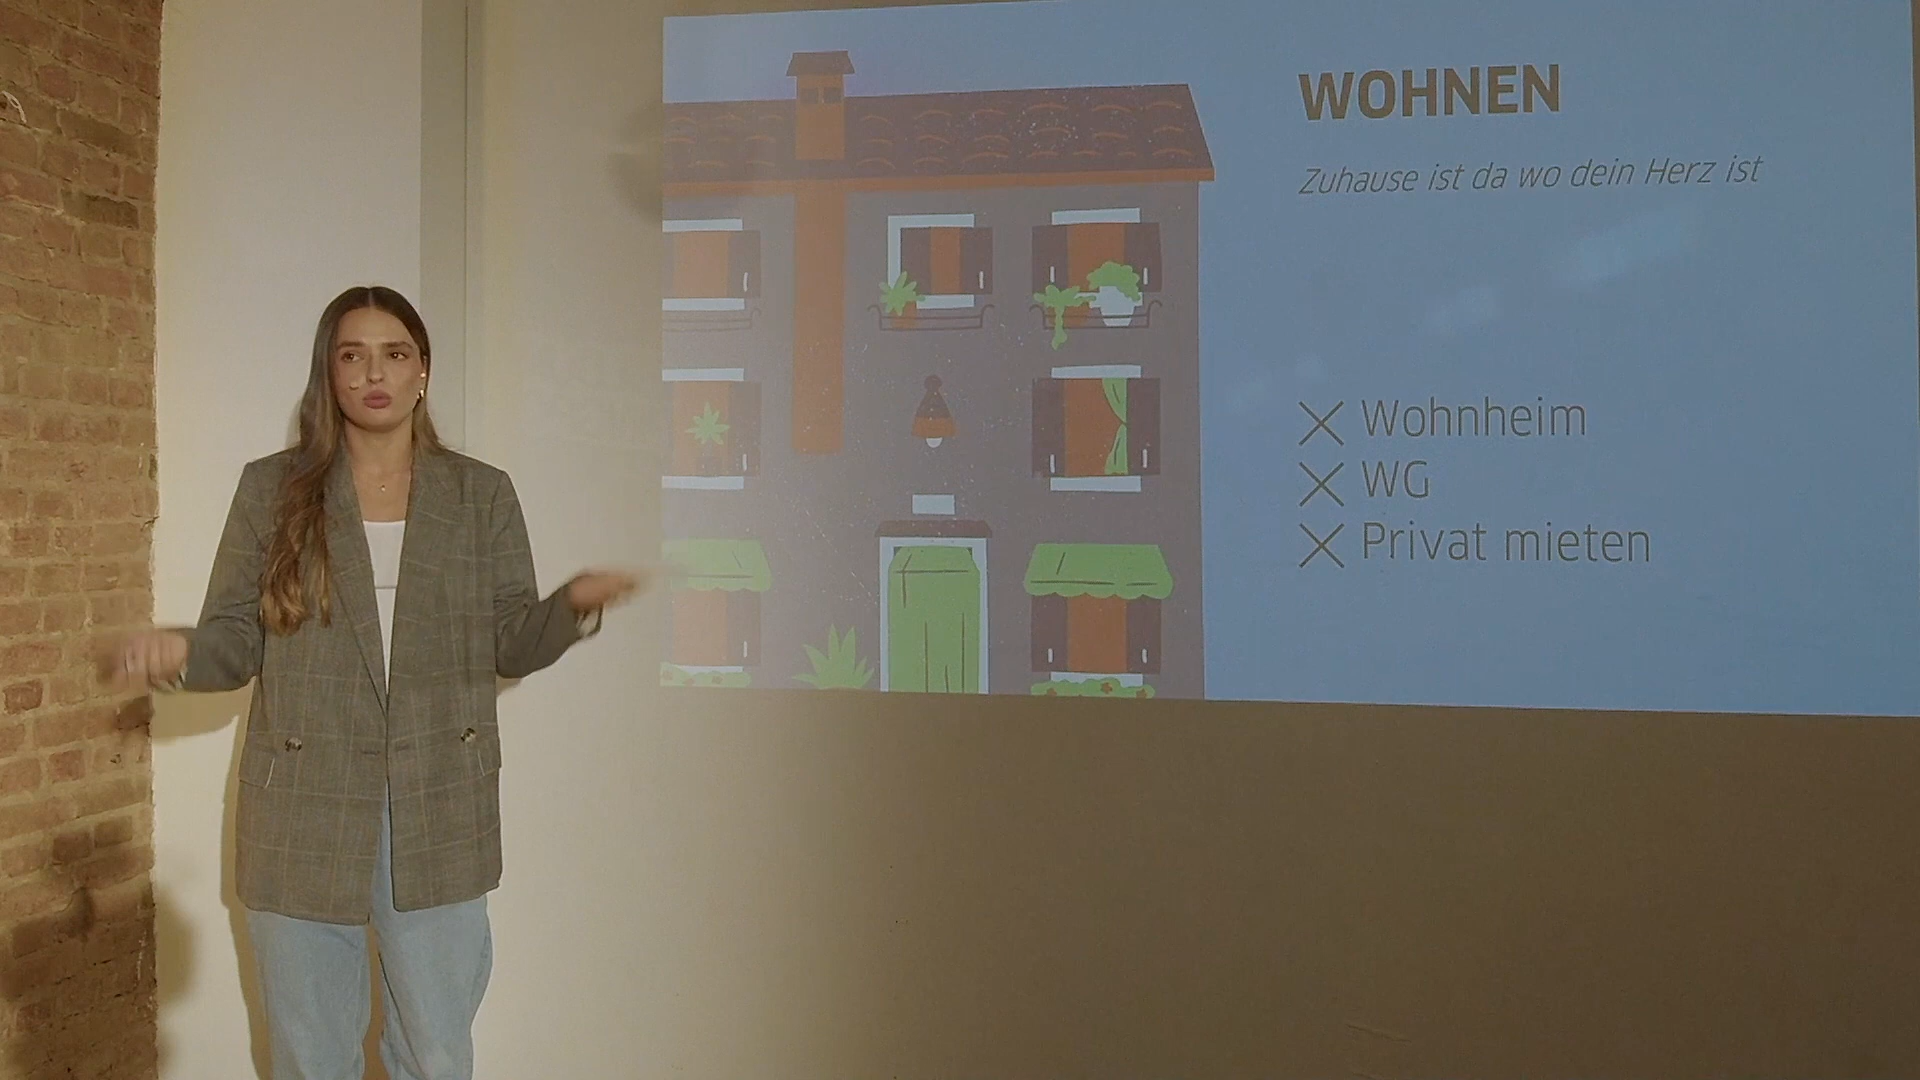 WOHNEN
Zuhause ist da wo dein Herz ist
Wohnheim
WG
Privat mieten